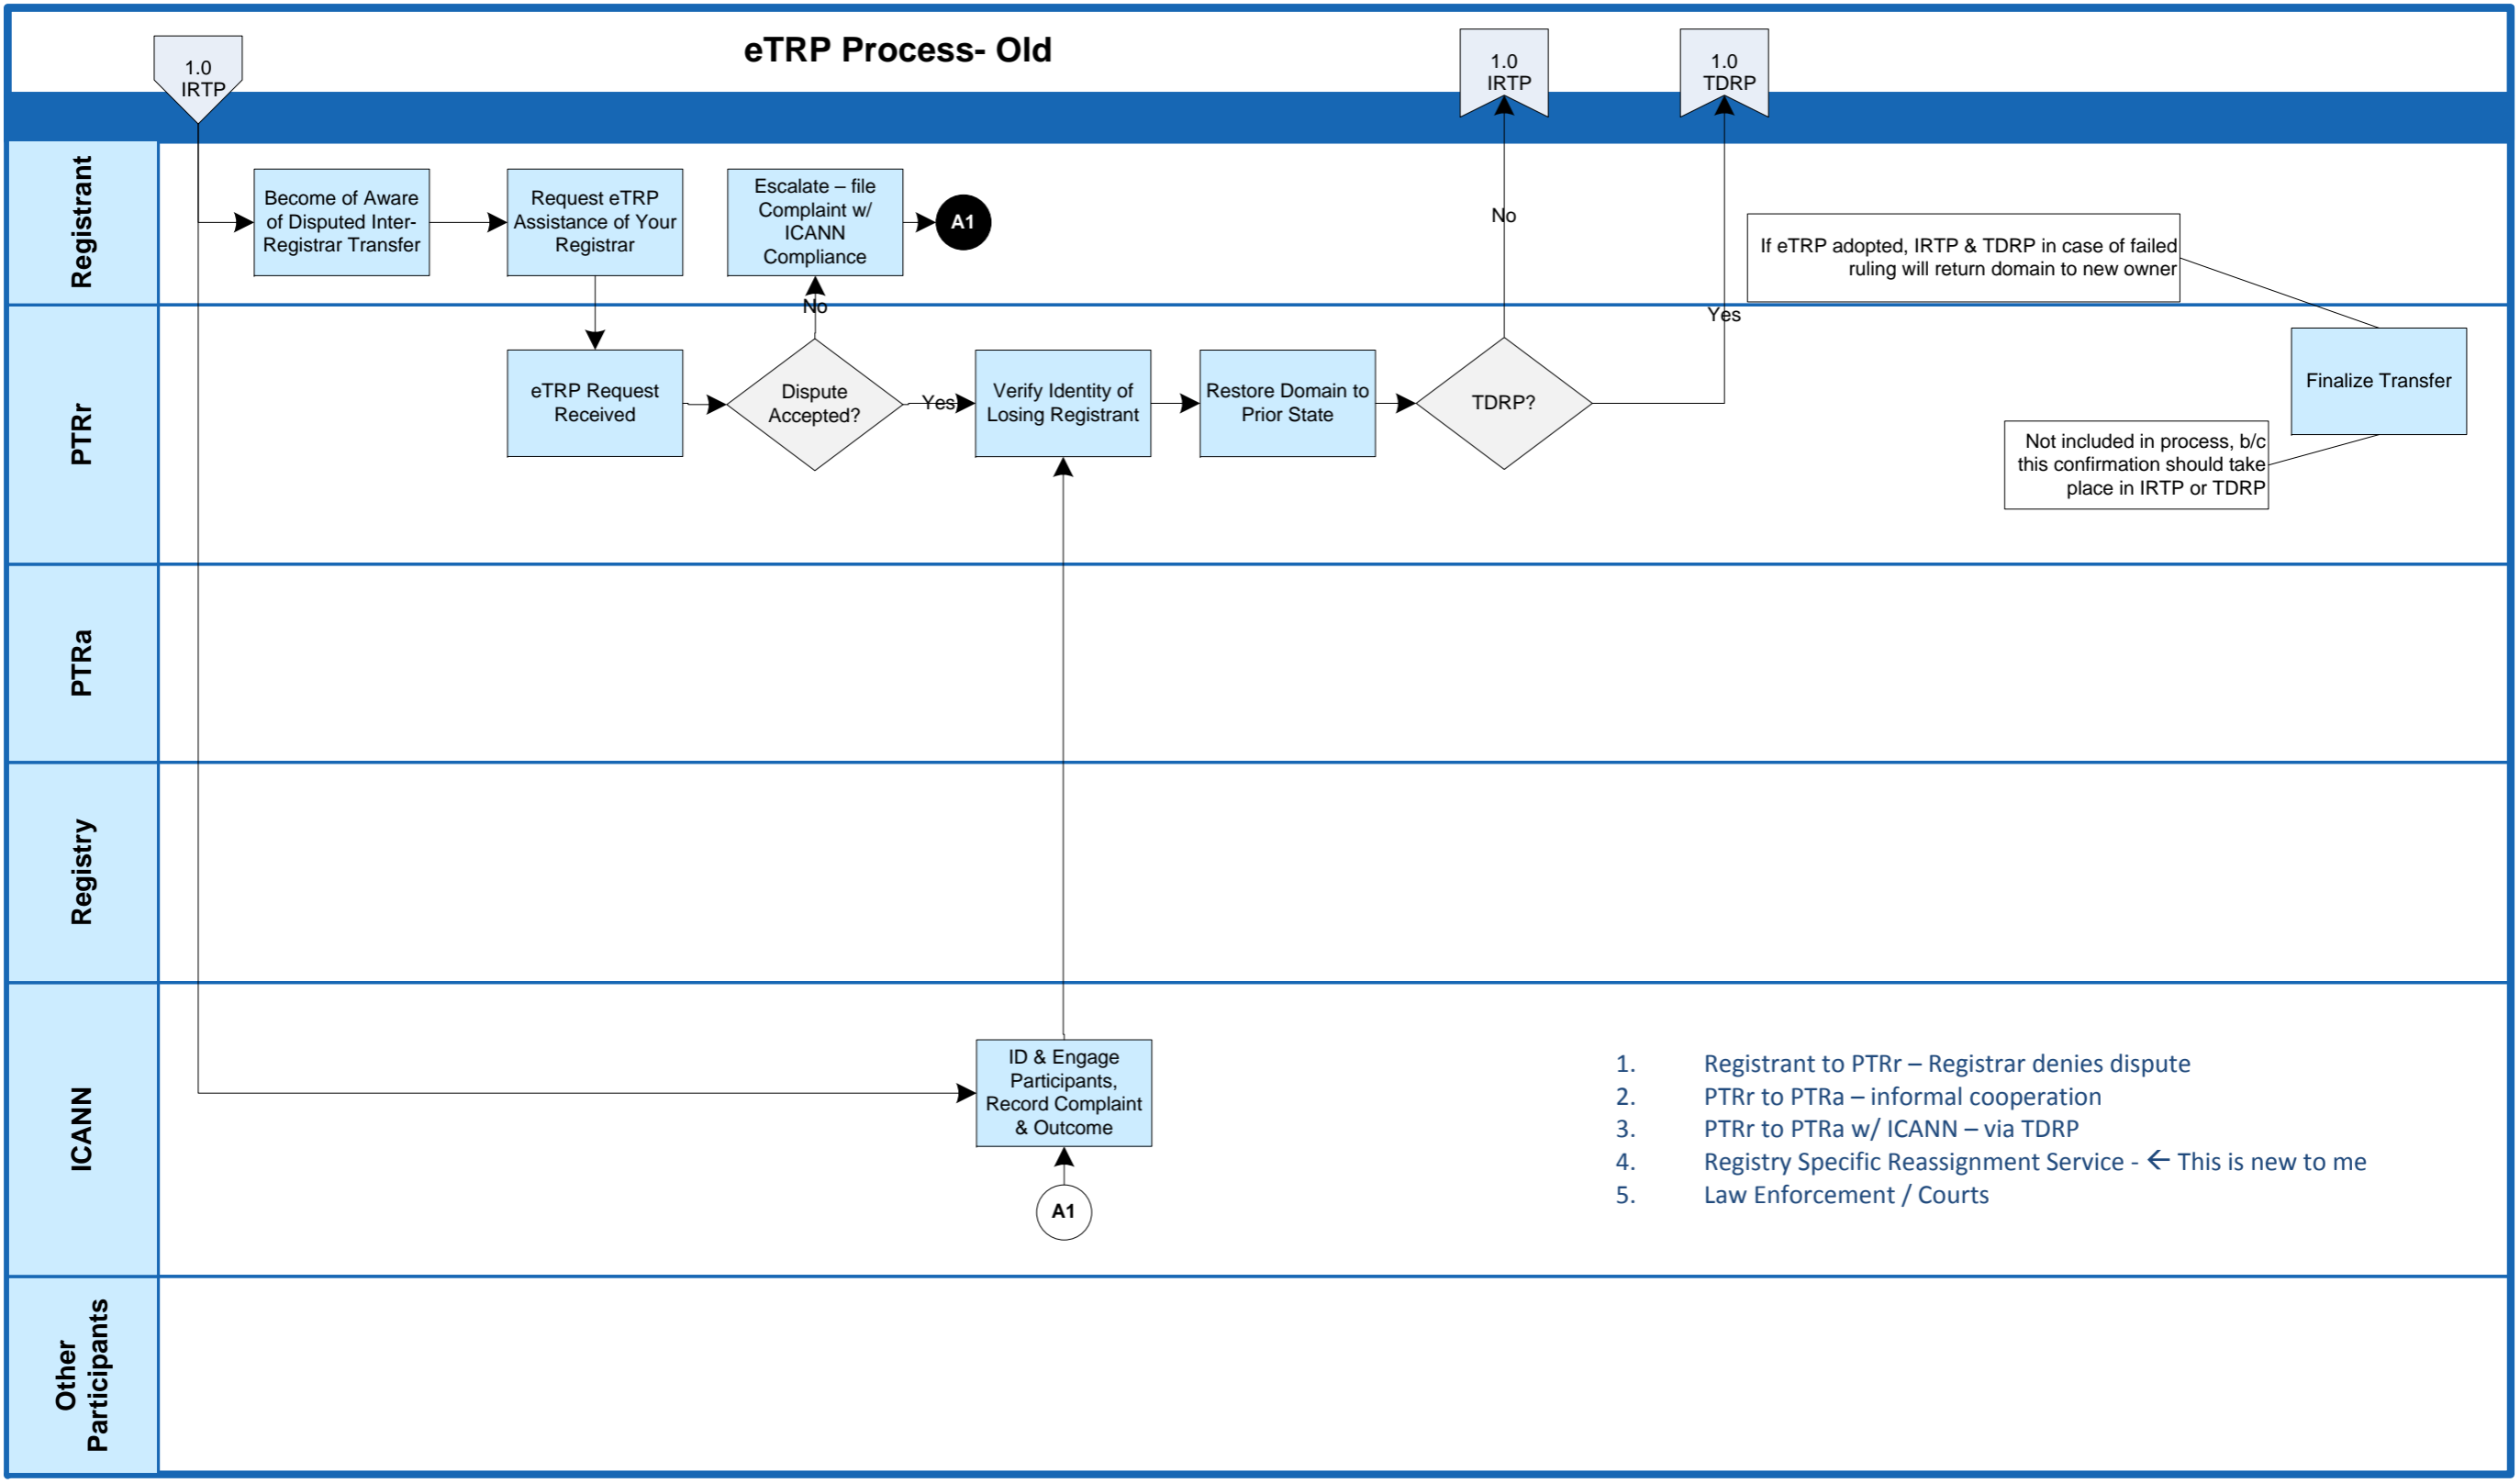 eTRP Process- Old
1.0
IRTP
1.0
IRTP
1.0
TDRP
Registrant
Become of Aware
of Disputed Inter-
Registrar Transfer
Request eTRP
Assistance of Your
Registrar
Escalate – file
Complaint w/
ICANN
Compliance
A1
No
No
Yes
If eTRP adopted, IRTP & TDRP in case of failed
ruling will return domain to new owner
PTRr
eTRP Request
Received
Dispute
Accepted?
Yes
Verify Identity of
Losing Registrant
Restore Domain to
Prior State
TDRP?
Finalize Transfer
Not included in process, b/c
this confirmation should take
place in IRTP or TDRP
PTRa
Registry
ICANN
ID & Engage
Participants,
Record Complaint
& Outcome
A1
1. Registrant to PTRr – Registrar denies dispute
2. PTRr to PTRa – informal cooperation
3. PTRr to PTRa w/ ICANN – via TDRP
4. Registry Specific Reassignment Service - ← This is new to me
5. Law Enforcement / Courts
Other
Participants